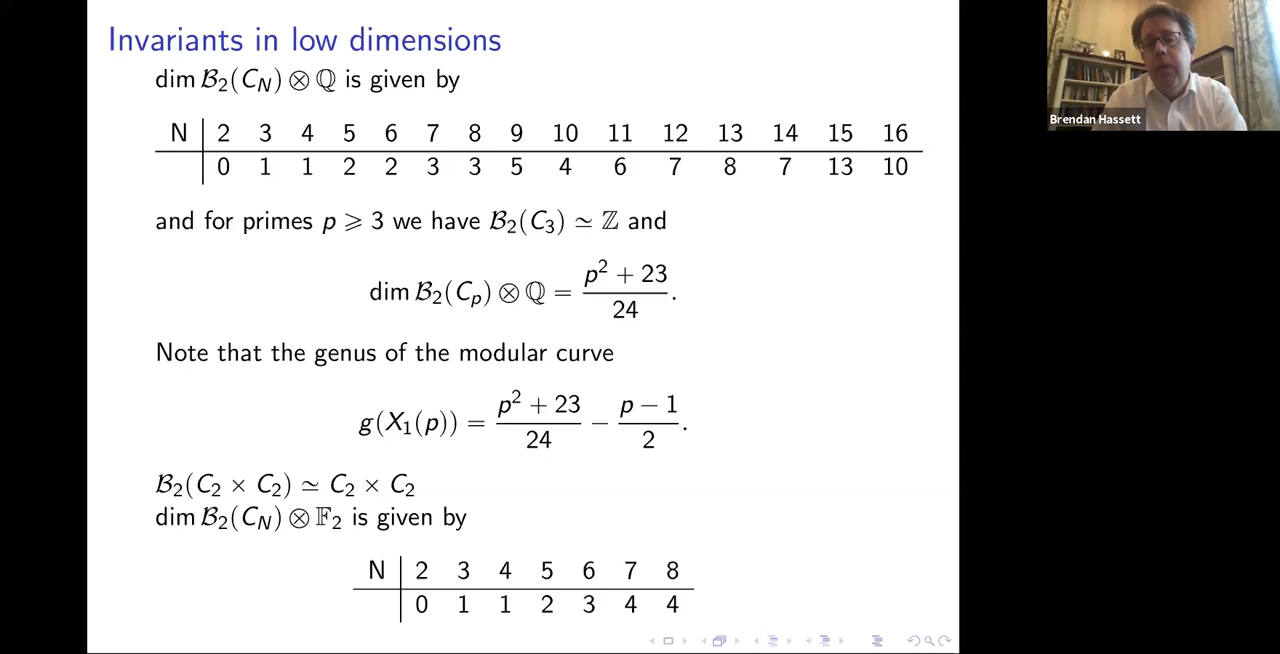 Invariants in low dimensions
dim B₂(C_N) ⊗ ℚ is given by
N 2 3 4 5 6 7 8 9 10 11 12 13 14 15 16
0 1 1 2 2 3 3 5 4 6 7 8 7 13 10
and for primes p ⩾ 3 we have B₂(C₃) ≃ ℤ and
dim B₂(C_p) ⊗ ℚ = (p² + 23)/24.
Note that the genus of the modular curve
g(X₁(p)) = (p² + 23)/24 − (p − 1)/2.
B₂(C₂ × C₂) ≃ C₂ × C₂
dim B₂(C_N) ⊗ 𝔽₂ is given by
N 2 3 4 5 6 7 8
0 1 1 2 3 4 4
Brendan Hassett